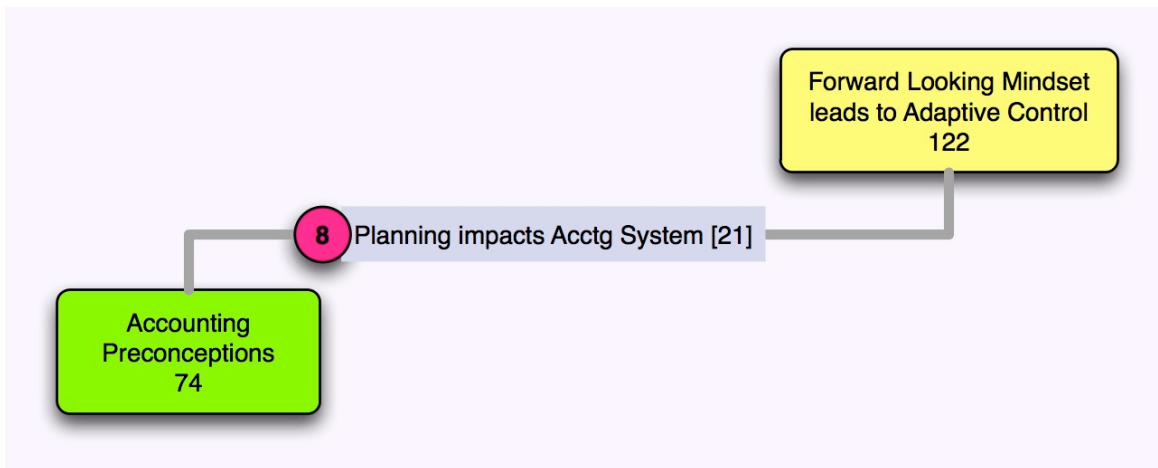 Forward Looking Mindset
leads to Adaptive Control
122
8 Planning impacts Acctg System [21]
Accounting
Preconceptions
74